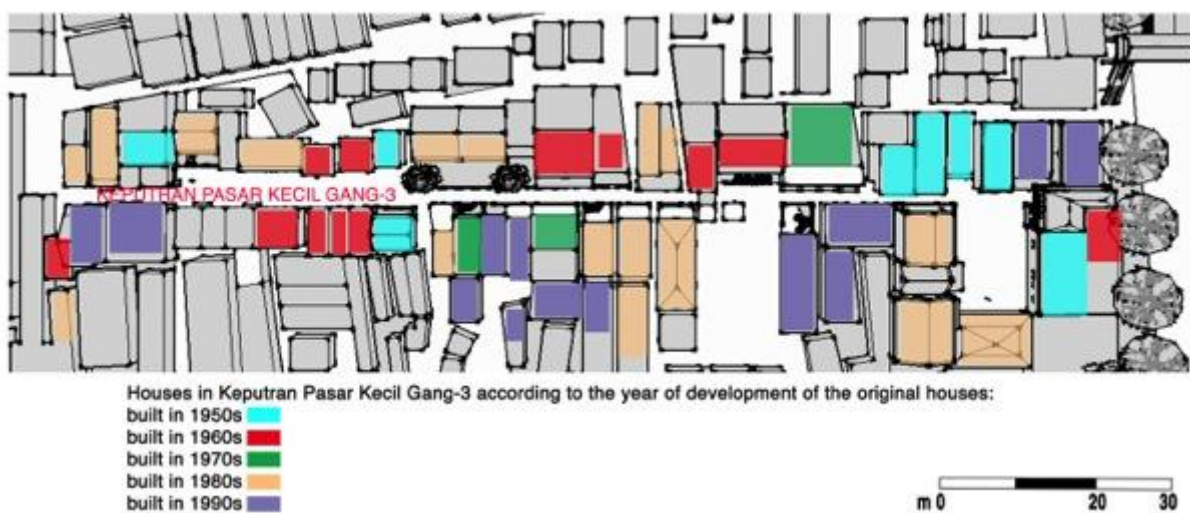 KEPUTRAN PASAR KECIL GANG-3
Houses in Keputran Pasar Kecil Gang-3 according to the year of development of the original houses:
built in 1950s
built in 1960s
built in 1970s
built in 1980s
built in 1990s
m 0 20 30